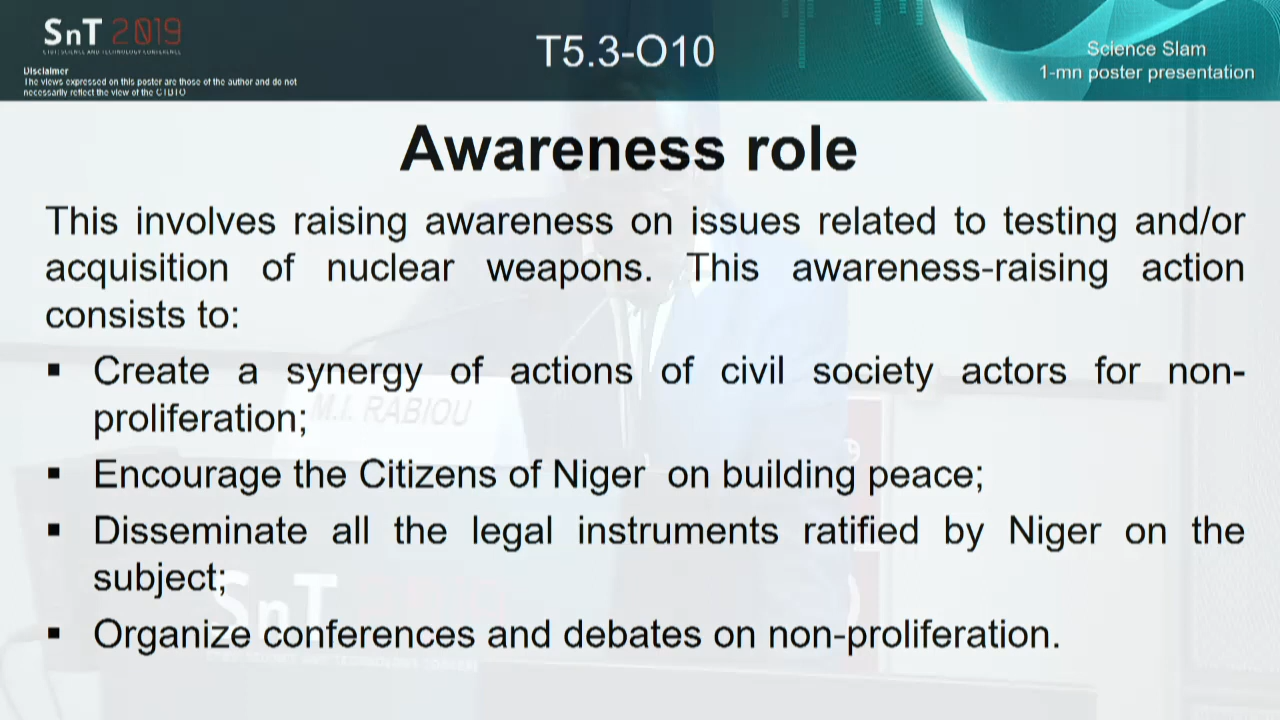 SnT 2019
CTBT: SCIENCE AND TECHNOLOGY CONFERENCE
Disclaimer
The views expressed on this poster are those of the author and do not
necessarily reflect the view of the CTBTO
T5.3-O10
Science Slam
1-mn poster presentation
Awareness role
This involves raising awareness on issues related to testing and/or
acquisition of nuclear weapons. This awareness-raising action
consists to:
▪ Create a synergy of actions of civil society actors for non-
proliferation;
▪ Encourage the Citizens of Niger on building peace;
▪ Disseminate all the legal instruments ratified by Niger on the
subject;
▪ Organize conferences and debates on non-proliferation.
M.I. RABIOU
SnT